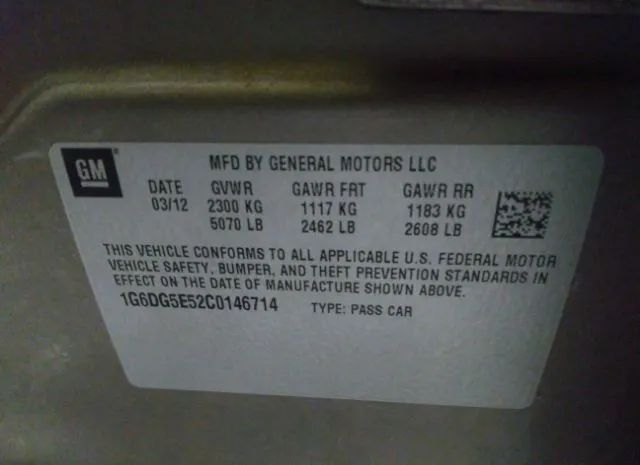 GM
MFD BY GENERAL MOTORS LLC
DATE GVWR GAWR FRT GAWR RR
03/12 2300 KG 1117 KG 1183 KG
5070 LB 2462 LB 2608 LB
THIS VEHICLE CONFORMS TO ALL APPLICABLE U.S. FEDERAL MOTOR
VEHICLE SAFETY, BUMPER, AND THEFT PREVENTION STANDARDS IN
EFFECT ON THE DATE OF MANUFACTURE SHOWN ABOVE.
1G6DG5E52C0146714 TYPE: PASS CAR